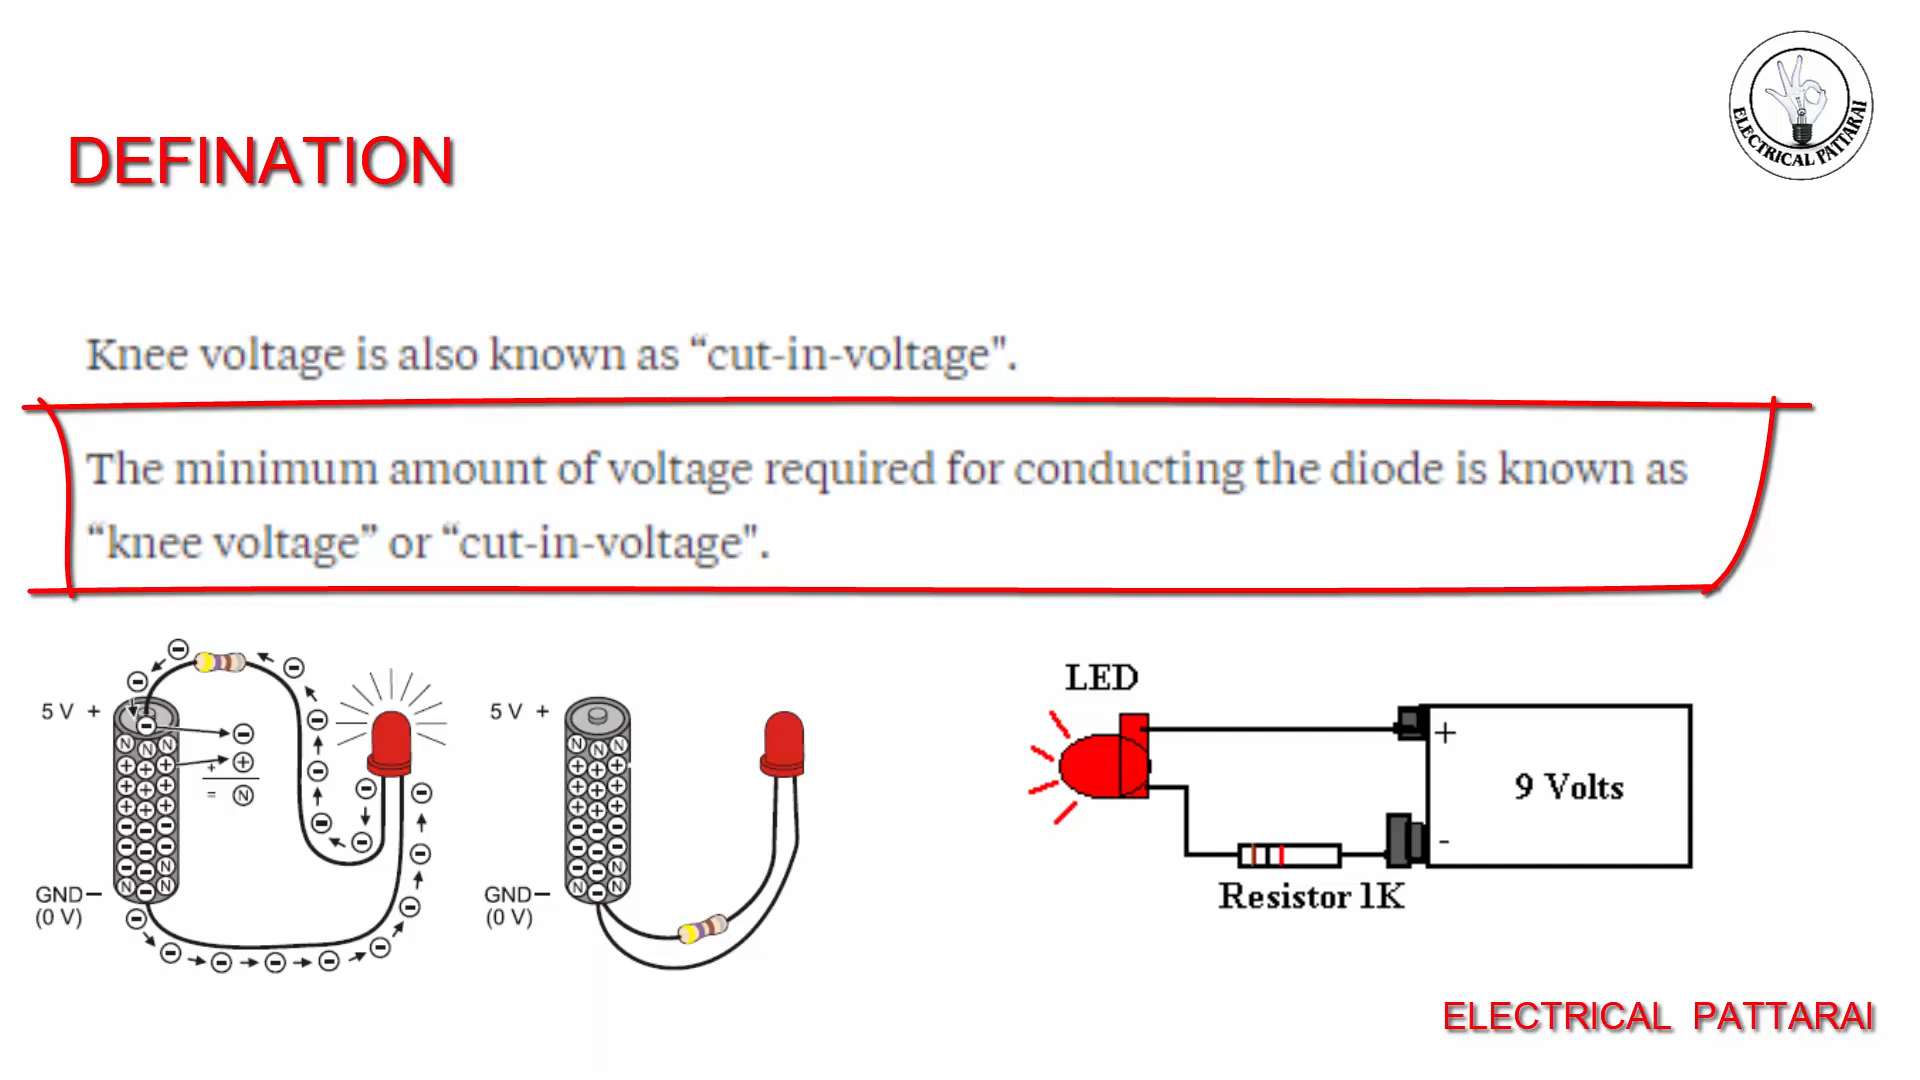 ELECTRICAL PATTARAI
DEFINATION
Knee voltage is also known as “cut-in-voltage".
The minimum amount of voltage required for conducting the diode is known as
“knee voltage” or “cut-in-voltage".
5 V +
N N N
+ + +
= N
N
N N
GND −
(0 V)
5 V +
N N N
N
N N
GND −
(0 V)
LED
+
9 Volts
-
Resistor 1K
ELECTRICAL PATTARAI